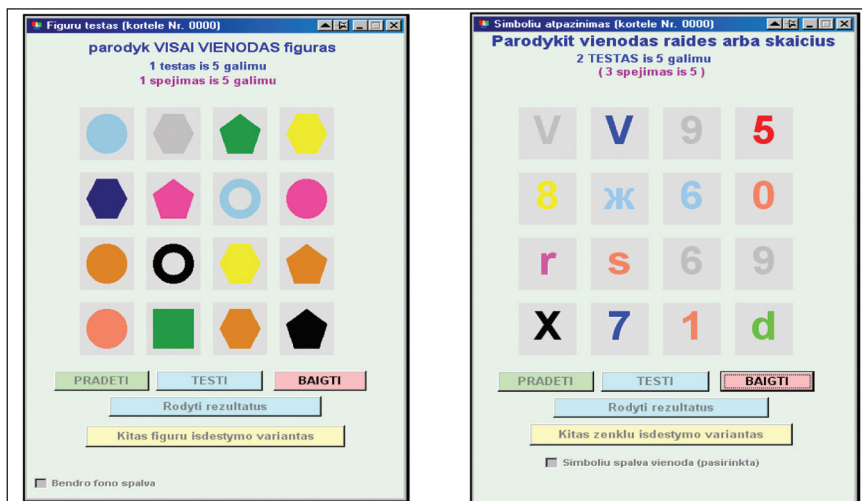 Figuru testas (kortele Nr. 0000)
parodyk VISAI VIENODAS figuras
1 testas is 5 galimu
1 spejimas is 5 galimu
PRADETI TESTI BAIGTI
Rodyti rezultatus
Kitas figuru isdestymo variantas
Bendro fono spalva
Simboliu atpazinimas (kortele Nr. 0000)
Parodykit vienodas raides arba skaicius
2 TESTAS is 5 galimu
( 3 spejimas is 5 )
V V 9 5
8 ж 6 0
r s 6 9
X 7 1 d
PRADETI TESTI BAIGTI
Rodyti rezultatus
Kitas zenklu isdestymo variantas
Simboliu spalva vienoda (pasirinkta)